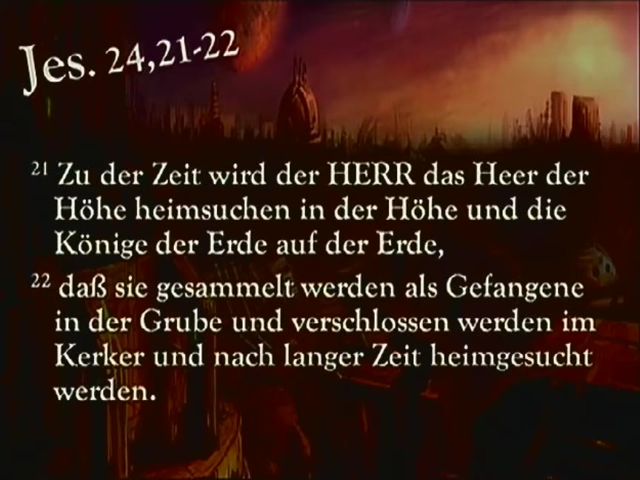 Jes. 24,21-22
21 Zu der Zeit wird der HERR das Heer der
Höhe heimsuchen in der Höhe und die
Könige der Erde auf der Erde,
22 daß sie gesammelt werden als Gefangene
in der Grube und verschlossen werden im
Kerker und nach langer Zeit heimgesucht
werden.